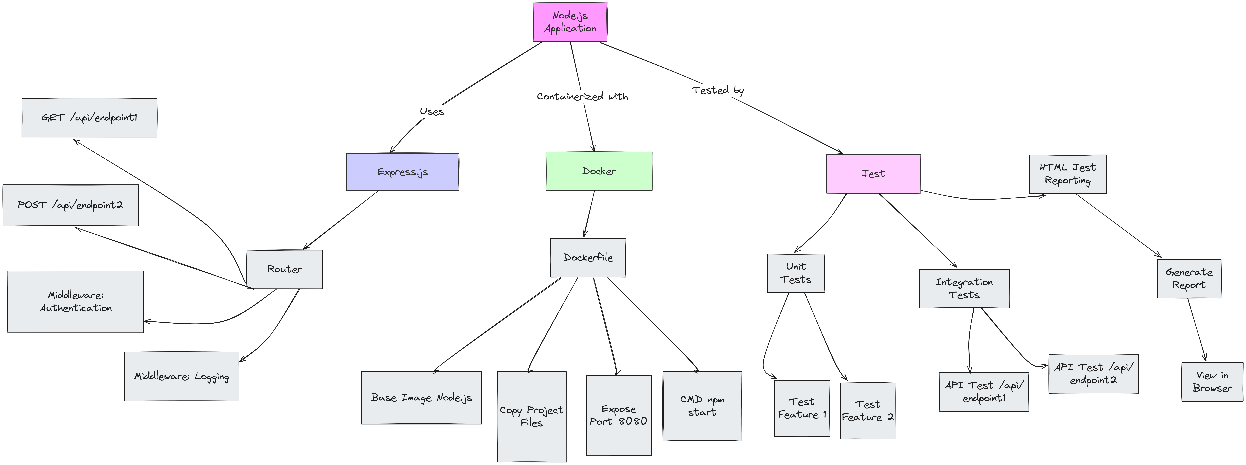 Node.js
Application
Uses
Containerized with
Tested by
GET /api/endpoint1
POST /api/endpoint2
Middleware:
Authentication
Middleware: Logging
Express.js
Router
Docker
Dockerfile
Base Image Node.js
Copy Project
Files
Expose
Port 8080
CMD npm
start
Jest
HTML Jest
Reporting
Unit
Tests
Integration
Tests
Generate
Report
Test
Feature 1
Test
Feature 2
API Test /api/
endpoint1
API Test /api/
endpoint2
View in
Browser